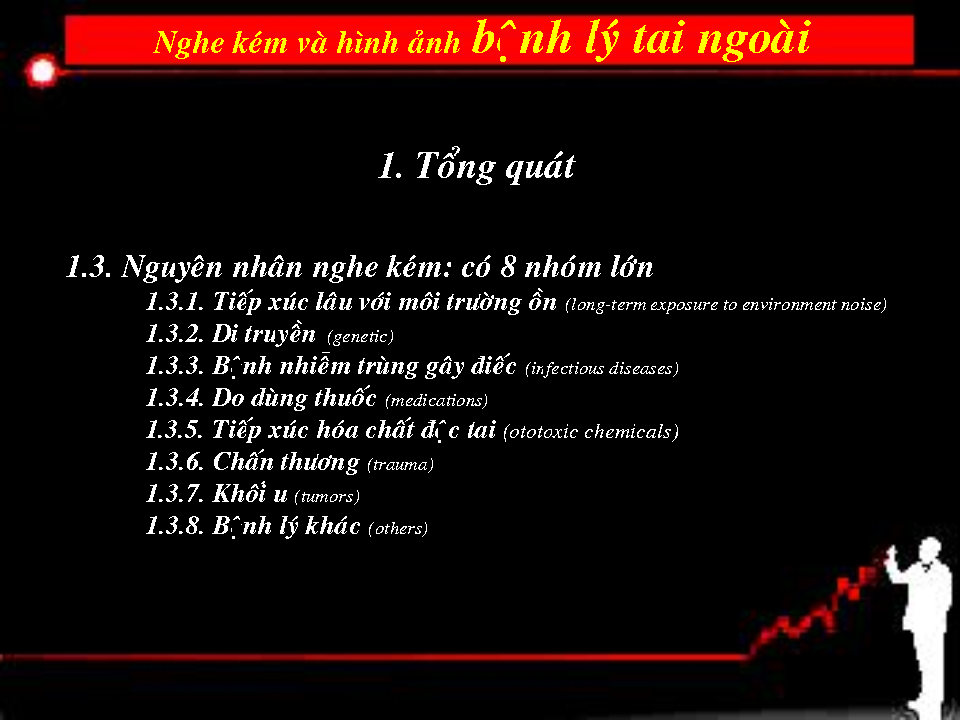 Nghe kém và hình ảnh bệnh lý tai ngoài
1. Tổng quát
1.3. Nguyên nhân nghe kém: có 8 nhóm lớn
1.3.1. Tiếp xúc lâu với môi trường ồn (long-term exposure to environment noise)
1.3.2. Di truyền (genetic)
1.3.3. Bệnh nhiễm trùng gây điếc (infectious diseases)
1.3.4. Do dùng thuốc (medications)
1.3.5. Tiếp xúc hóa chất độc tai (ototoxic chemicals)
1.3.6. Chấn thương (trauma)
1.3.7. Khối u (tumors)
1.3.8. Bệnh lý khác (others)